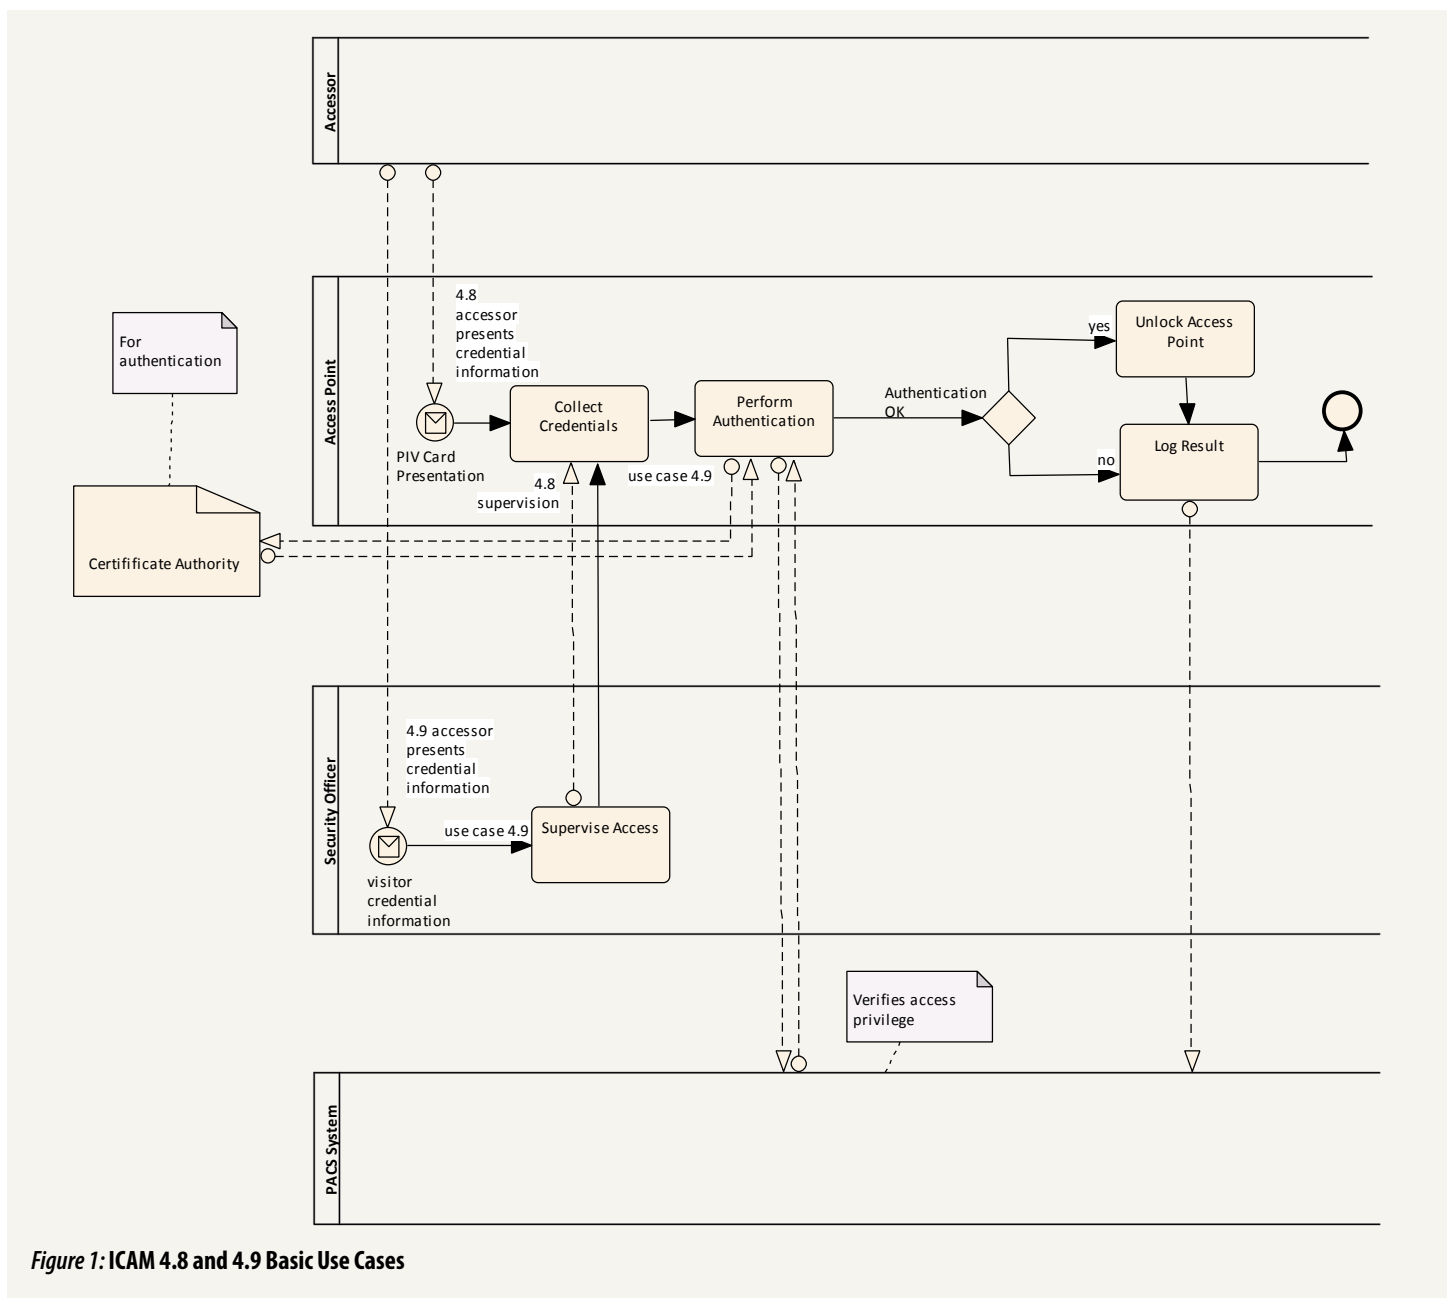 Accessor
Access Point
4.8
accessor
presents
credential
information
For
authentication
Certifificate Authority
PIV Card
Presentation
Collect
Credentials
Perform
Authentication
Authentication
OK
yes
no
Unlock Access
Point
Log Result
4.8
supervision
use case 4.9
Security Officer
4.9 accessor
presents
credential
information
use case 4.9
Supervise Access
visitor
credential
information
Verifies access
privilege
PACS System
Figure 1: ICAM 4.8 and 4.9 Basic Use Cases